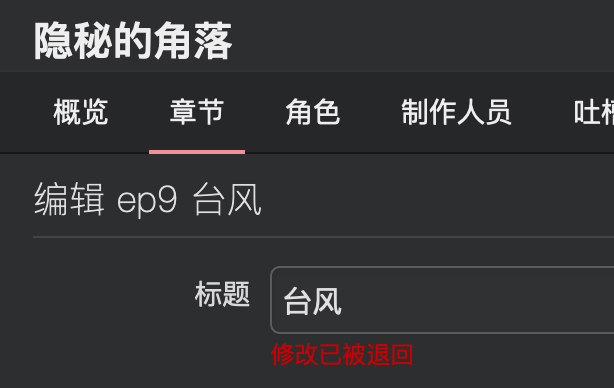 隐秘的角落
概览 章节 角色 制作人员 吐
编辑 ep9 台风
标题 台风
修改已被退回